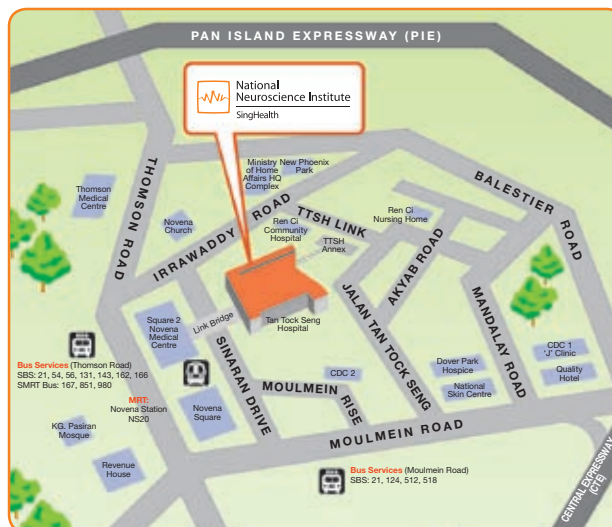 PAN ISLAND EXPRESSWAY (PIE)
National
Neuroscience Institute
SingHealth
THOMSON ROAD
Thomson
Medical
Centre
Novena
Church
Ministry
of Home
Affairs HQ
Complex
New Phoenix
Park
IRRAWADDY ROAD
TTSH LINK
Ren Ci
Community
Hospital
TTSH
Annex
Ren Ci
Nursing Home
BALESTIER ROAD
AKYAB ROAD
JALAN TAN TOCK SENG
MANDALAY ROAD
Square 2
Novena
Medical
Centre
Link Bridge
Tan Tock Seng
Hospital
SINARAN DRIVE
CDC 2
Dover Park
Hospice
National
Skin Centre
CDC 1
'J' Clinic
Quality
Hotel
Bus Services (Thomson Road)
SBS: 21, 54, 56, 131, 143, 162, 166
SMRT Bus: 167, 851, 980
MRT:
Novena Station
NS20
Novena
Square
MOULMEIN RISE
MOULMEIN ROAD
KG. Pasiran
Mosque
Revenue
House
Bus Services (Moulmein Road)
SBS: 21, 124, 512, 518
CENTRAL EXPRESSWAY
(CTE)